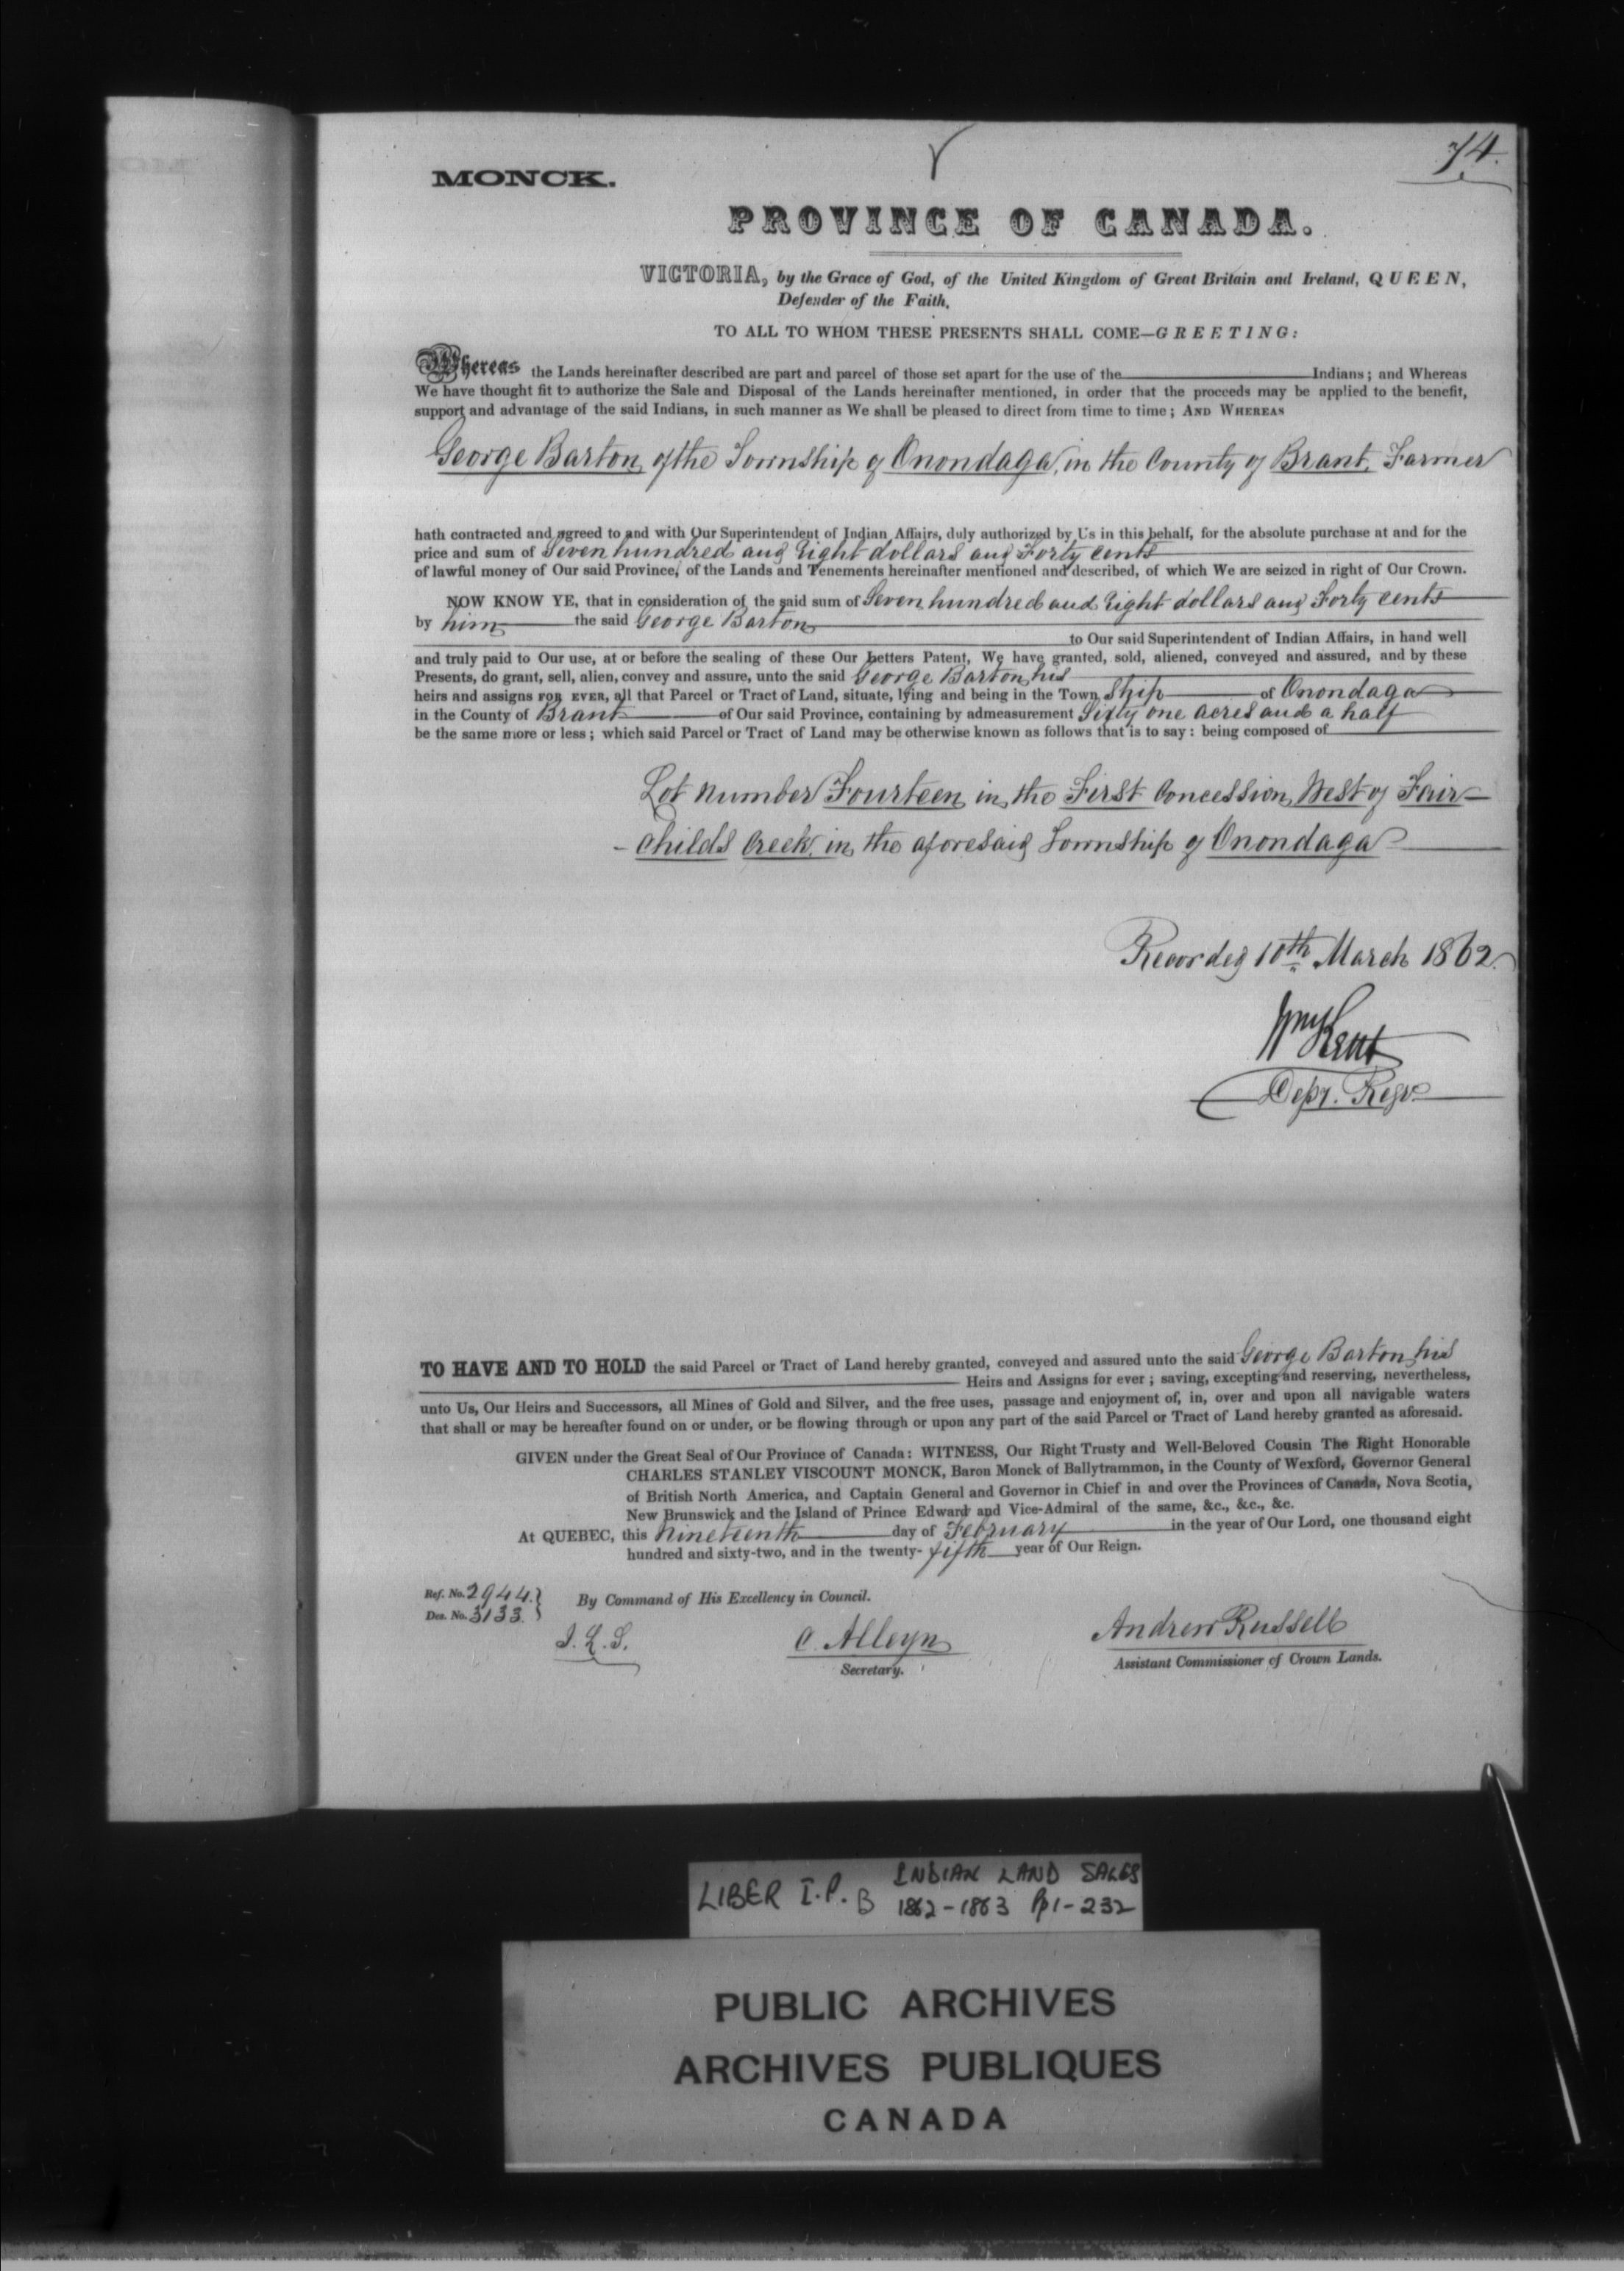 74.
MONCK.
PROVINCE OF CANADA.
VICTORIA, by the Grace of God, of the United Kingdom of Great Britain and Ireland, QUEEN,
Defender of the Faith.
TO ALL TO WHOM THESE PRESENTS SHALL COME—GREETING:
Whereas the Lands hereinafter described are part and parcel of those set apart for the use of the Indians; and Whereas
We have thought fit to authorize the Sale and Disposal of the Lands hereinafter mentioned, in order that the proceeds may be applied to the benefit,
support and advantage of the said Indians, in such manner as We shall be pleased to direct from time to time; AND WHEREAS
George Barton of the Township of Onondaga, in the County of Brant, Farmer
hath contracted and agreed to and with Our Superintendent of Indian Affairs, duly authorized by Us in this behalf, for the absolute purchase at and for the
price and sum of Seven hundred and Eight dollars and Forty cents
of lawful money of Our said Province, of the Lands and Tenements hereinafter mentioned and described, of which We are seized in right of Our Crown.
NOW KNOW YE, that in consideration of the said sum of Seven hundred and Eight dollars and Forty cents
by him the said George Barton
to Our said Superintendent of Indian Affairs, in hand well
and truly paid to Our use, at or before the sealing of these Our Letters Patent, We have granted, sold, aliened, conveyed and assured, and by these
Presents, do grant, sell, alien, convey and assure, unto the said George Barton, his
heirs and assigns FOR EVER, all that Parcel or Tract of Land, situate, lying and being in the Town ship of Onondaga
in the County of Brant of Our said Province, containing by admeasurement Sixty one acres and a half
be the same more or less; which said Parcel or Tract of Land may be otherwise known as follows that is to say: being composed of
Lot number Fourteen in the First Concession West of Fair-
-childs Creek, in the aforesaid Township of Onondaga
Recorded 10th March 1862.
Wm Kent
Depy. Regr.
TO HAVE AND TO HOLD the said Parcel or Tract of Land hereby granted, conveyed and assured unto the said George Barton, his
Heirs and Assigns for ever; saving, excepting and reserving, nevertheless,
unto Us, Our Heirs and Successors, all Mines of Gold and Silver, and the free uses, passage and enjoyment of, in, over and upon all navigable waters
that shall or may be hereafter found on or under, or be flowing through or upon any part of the said Parcel or Tract of Land hereby granted as aforesaid.
GIVEN under the Great Seal of Our Province of Canada: WITNESS, Our Right Trusty and Well-Beloved Cousin The Right Honorable
CHARLES STANLEY VISCOUNT MONCK, Baron Monck of Ballytrammon, in the County of Wexford, Governor General
of British North America, and Captain General and Governor in Chief in and over the Provinces of Canada, Nova Scotia,
New Brunswick and the Island of Prince Edward and Vice-Admiral of the same, &c., &c., &c.
At QUEBEC, this Nineteenth day of February in the year of Our Lord, one thousand eight
hundred and sixty-two, and in the twenty- fifth year of Our Reign.
Ref. No. 2944.
Des. No. 3133.
By Command of His Excellency in Council.
C. Alleyn
Secretary.
Andrew Russell
Assistant Commissioner of Crown Lands.
LIBER I.P. B INDIAN LAND SALES
1862-1863 Pp 1-232
PUBLIC ARCHIVES
ARCHIVES PUBLIQUES
CANADA